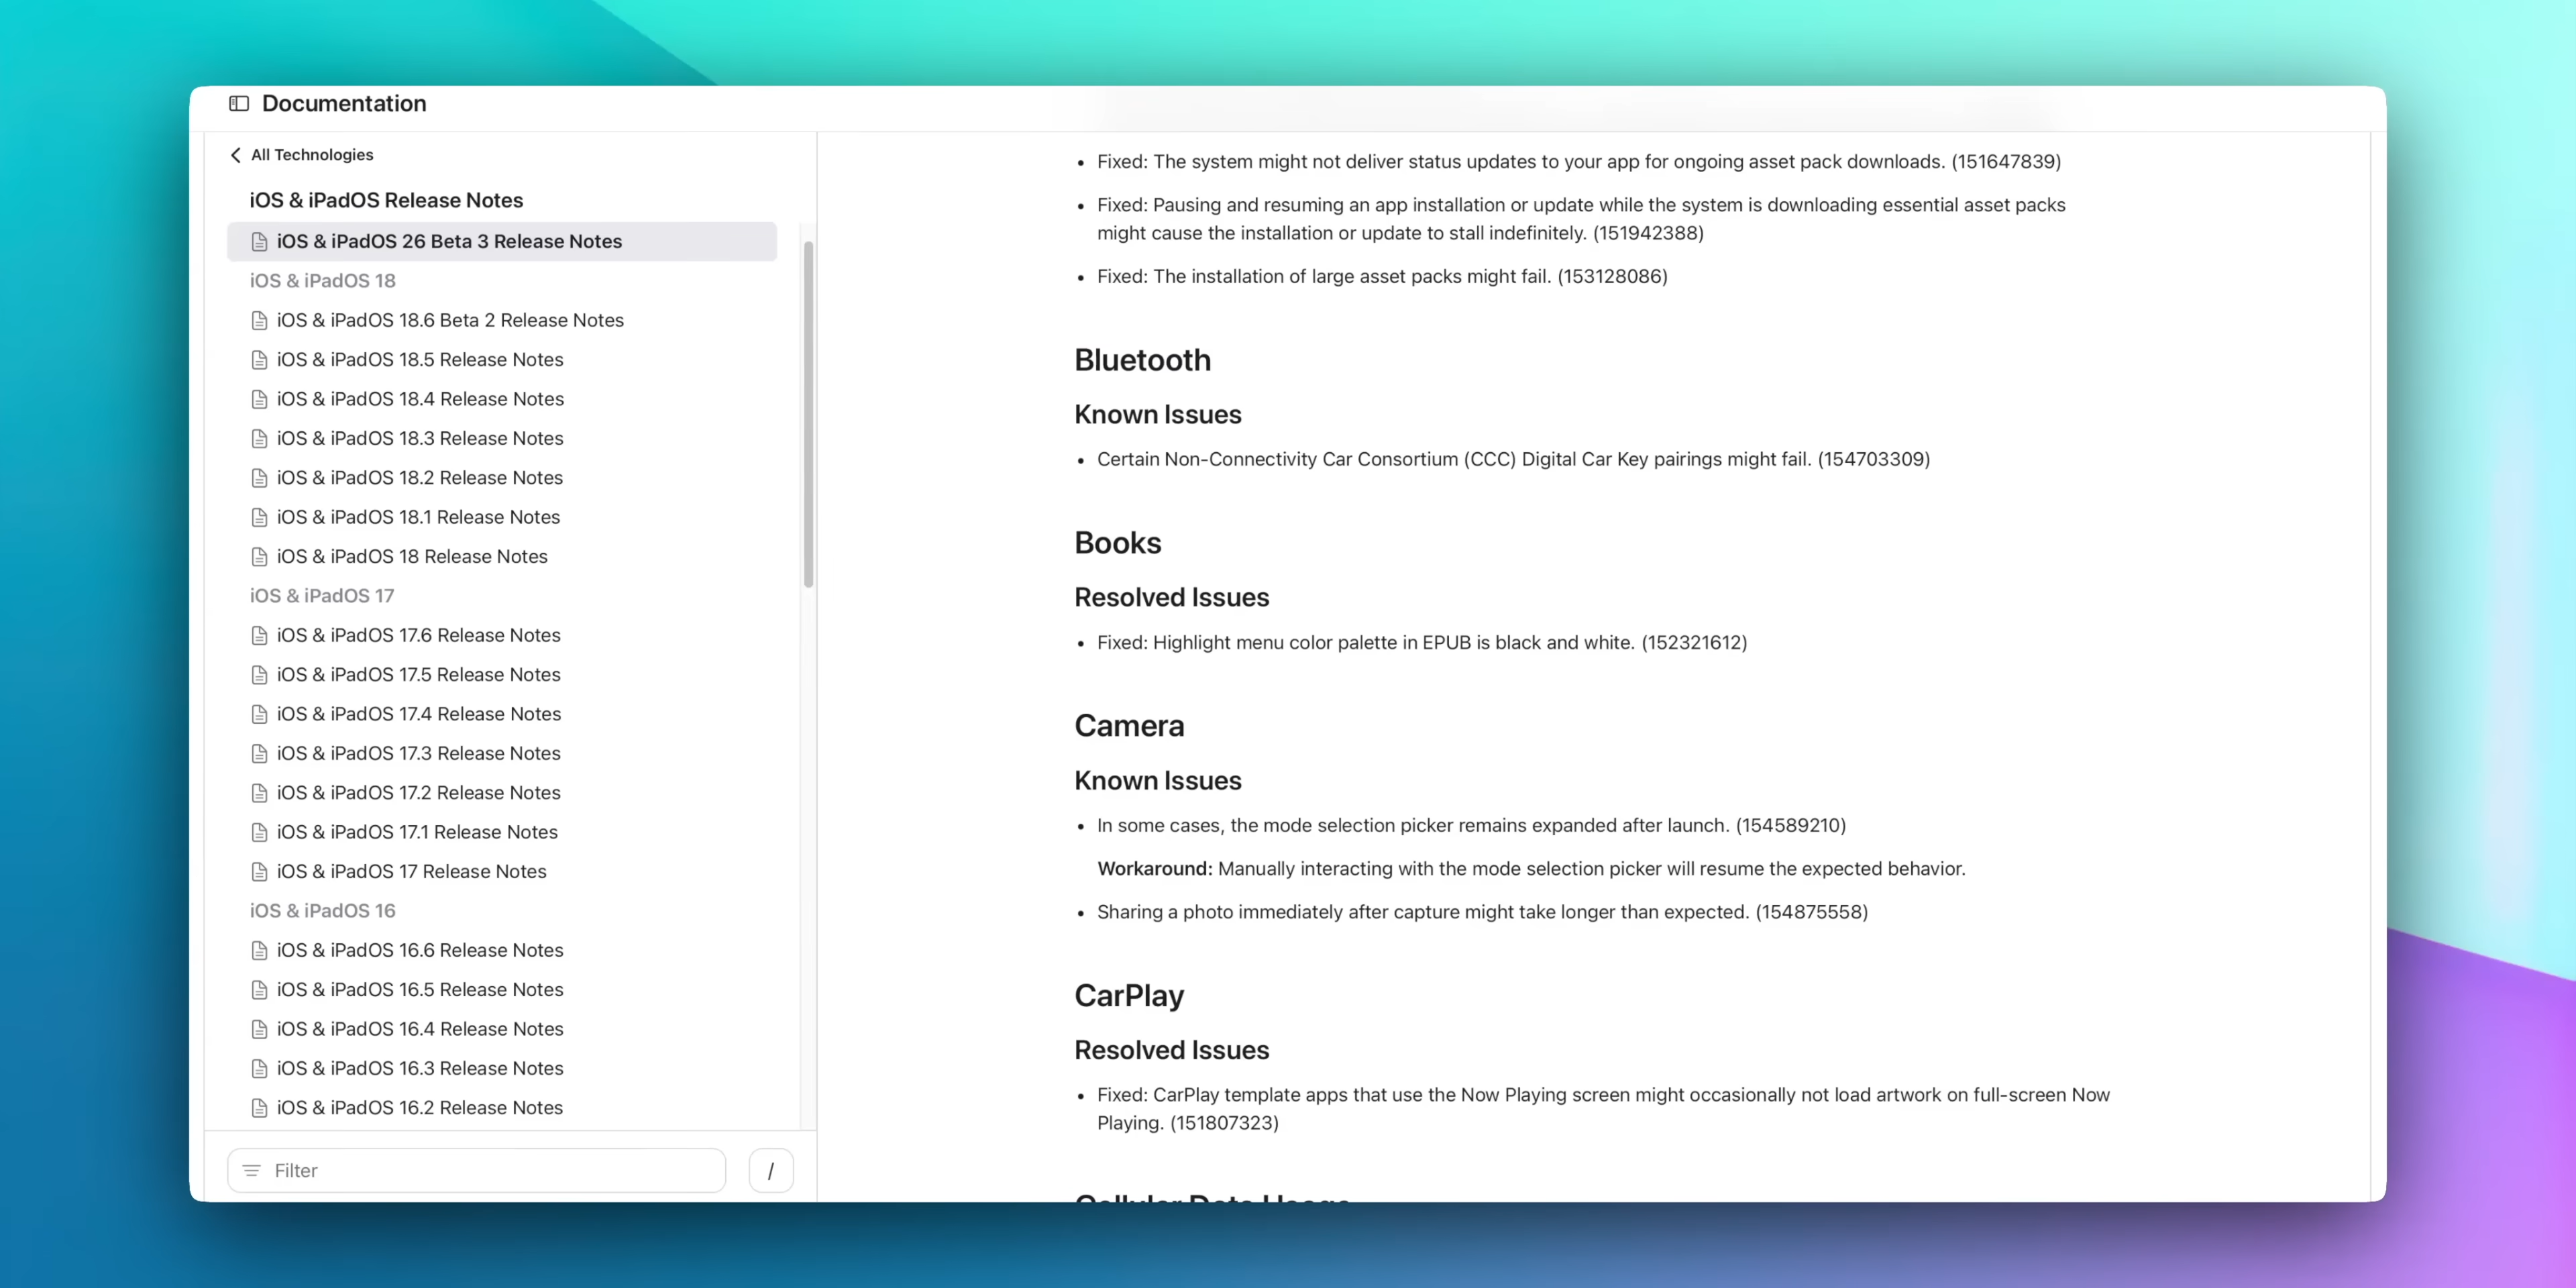 Documentation
All Technologies
iOS & iPadOS Release Notes
iOS & iPadOS 26 Beta 3 Release Notes
iOS & iPadOS 18
iOS & iPadOS 18.6 Beta 2 Release Notes
iOS & iPadOS 18.5 Release Notes
iOS & iPadOS 18.4 Release Notes
iOS & iPadOS 18.3 Release Notes
iOS & iPadOS 18.2 Release Notes
iOS & iPadOS 18.1 Release Notes
iOS & iPadOS 18 Release Notes
iOS & iPadOS 17
iOS & iPadOS 17.6 Release Notes
iOS & iPadOS 17.5 Release Notes
iOS & iPadOS 17.4 Release Notes
iOS & iPadOS 17.3 Release Notes
iOS & iPadOS 17.2 Release Notes
iOS & iPadOS 17.1 Release Notes
iOS & iPadOS 17 Release Notes
iOS & iPadOS 16
iOS & iPadOS 16.6 Release Notes
iOS & iPadOS 16.5 Release Notes
iOS & iPadOS 16.4 Release Notes
iOS & iPadOS 16.3 Release Notes
iOS & iPadOS 16.2 Release Notes
Filter
/
• Fixed: The system might not deliver status updates to your app for ongoing asset pack downloads. (151647839)
• Fixed: Pausing and resuming an app installation or update while the system is downloading essential asset packs
might cause the installation or update to stall indefinitely. (151942388)
• Fixed: The installation of large asset packs might fail. (153128086)
Bluetooth
Known Issues
• Certain Non-Connectivity Car Consortium (CCC) Digital Car Key pairings might fail. (154703309)
Books
Resolved Issues
• Fixed: Highlight menu color palette in EPUB is black and white. (152321612)
Camera
Known Issues
• In some cases, the mode selection picker remains expanded after launch. (154589210)
Workaround: Manually interacting with the mode selection picker will resume the expected behavior.
• Sharing a photo immediately after capture might take longer than expected. (154875558)
CarPlay
Resolved Issues
• Fixed: CarPlay template apps that use the Now Playing screen might occasionally not load artwork on full-screen Now
Playing. (151807323)
Cellular Data Usage